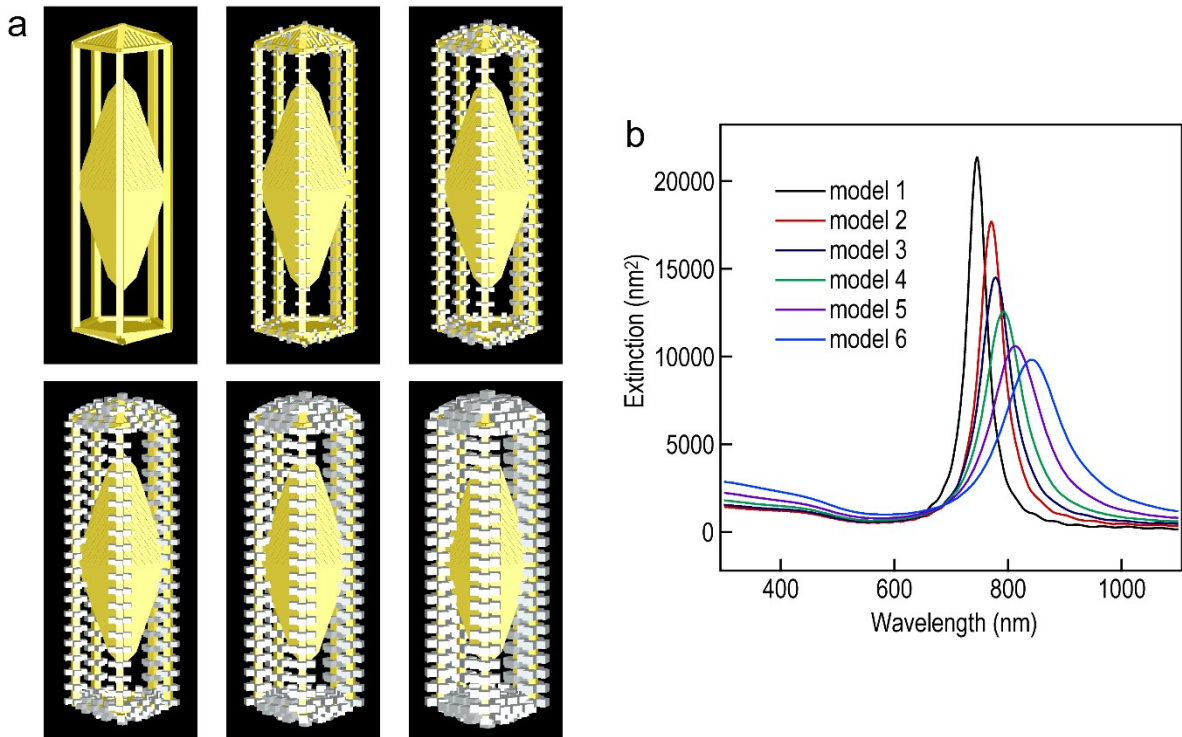 a
b
Extinction (nm²)
20000
15000
10000
5000
0
model 1
model 2
model 3
model 4
model 5
model 6
400
600
800
1000
Wavelength (nm)